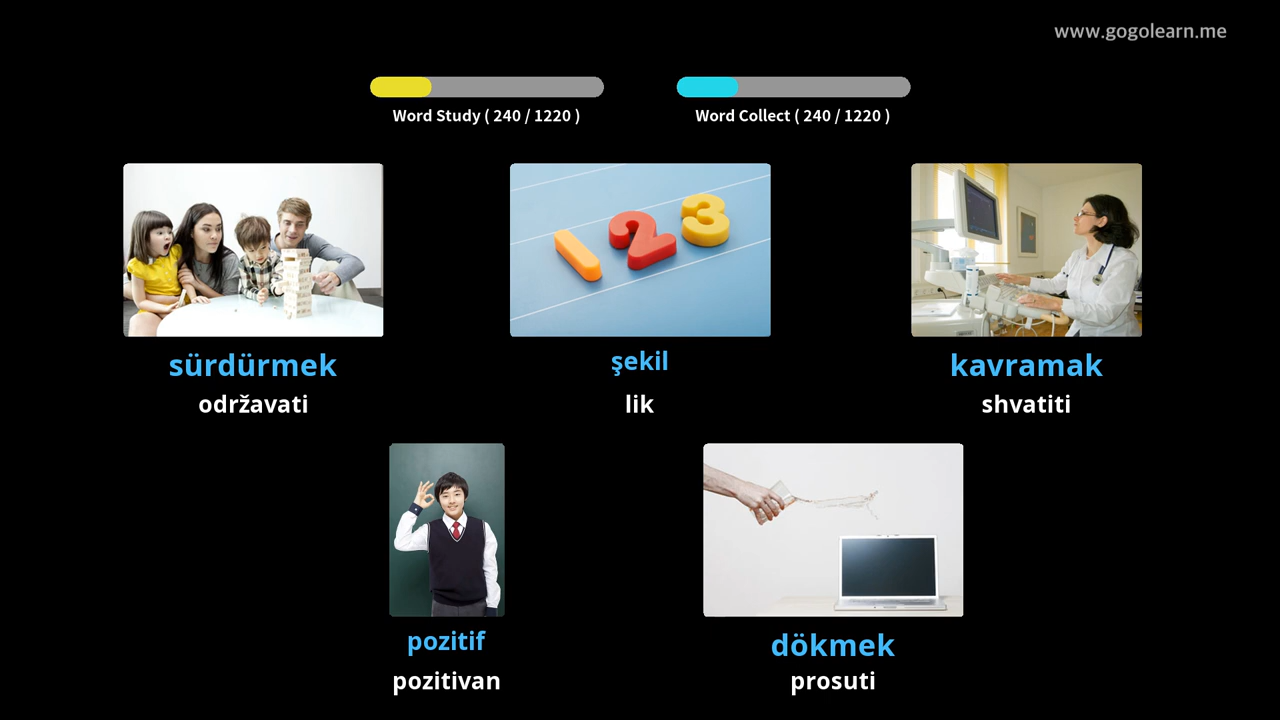 www.gogolearn.me
Word Study ( 240 / 1220 )
Word Collect ( 240 / 1220 )
sürdürmek
održavati
şekil
lik
kavramak
shvatiti
pozitif
pozitivan
dökmek
prosuti